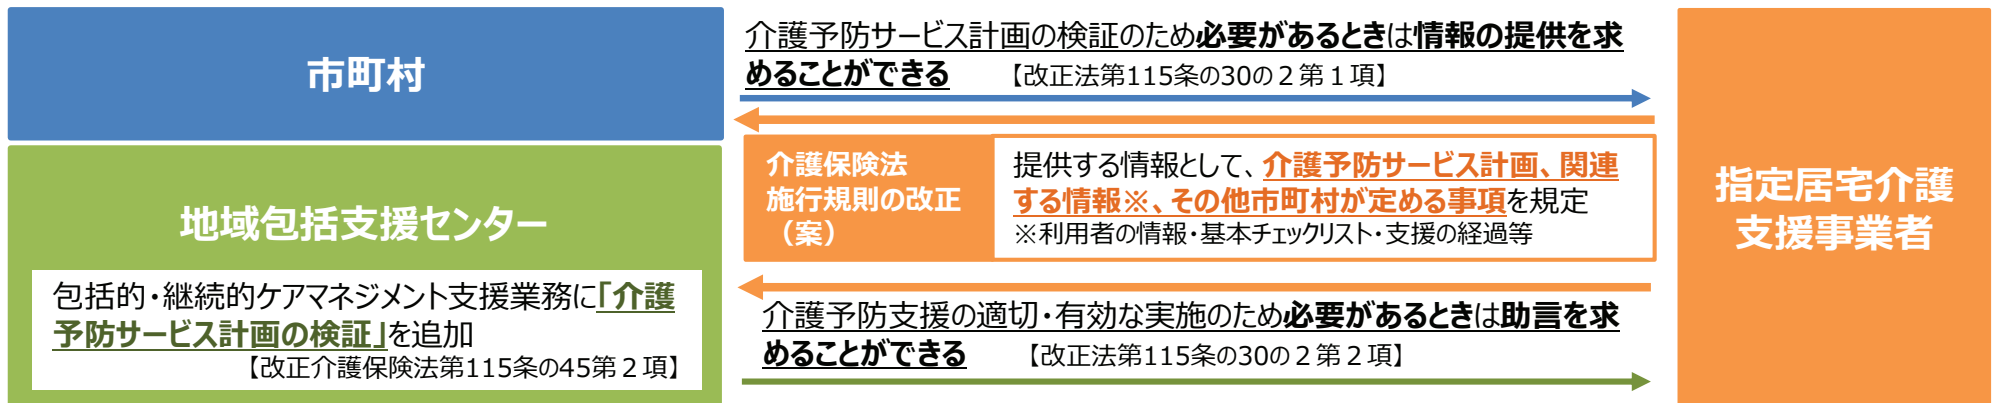 市町村
介護予防サービス計画の検証のため必要があるときは情報の提供を求
めることができる　【改正法第115条の30の２第１項】
介護保険法
施行規則の改正
（案）
提供する情報として、介護予防サービス計画、関連
する情報※、その他市町村が定める事項を規定
※利用者の情報・基本チェックリスト・支援の経過等
指定居宅介護
支援事業者
地域包括支援センター
包括的・継続的ケアマネジメント支援業務に「介護
予防サービス計画の検証」を追加
【改正介護保険法第115条の45第２項】
介護予防支援の適切・有効な実施のため必要があるときは助言を求
めることができる　【改正法第115条の30の２第２項】